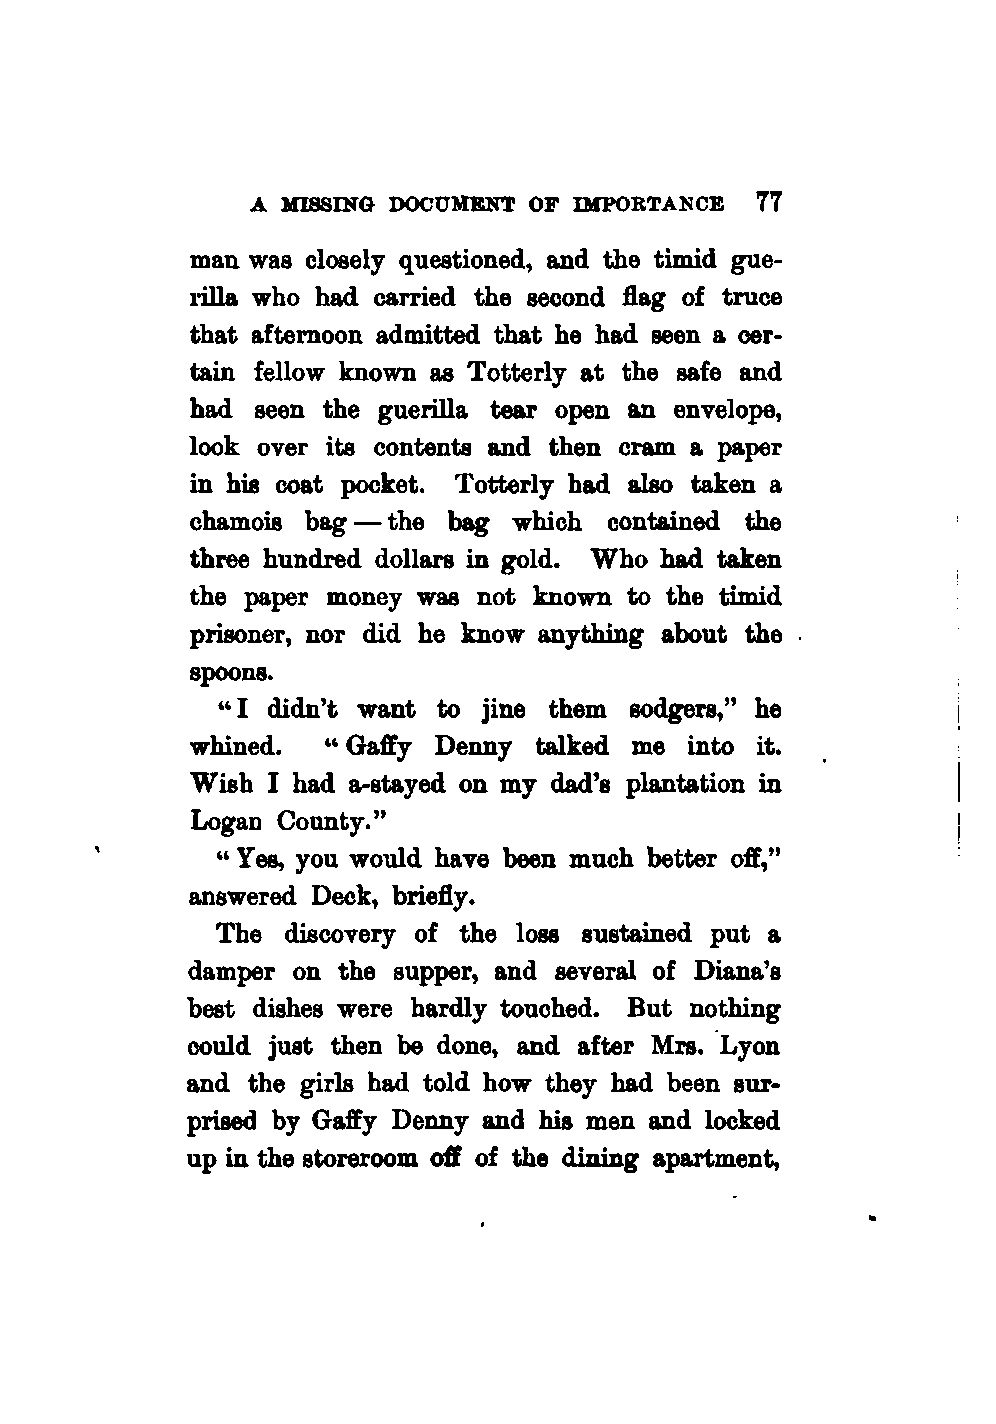 A MISSING DOCUMENT OF IMPORTANCE 77
man was closely questioned, and the timid gue-
rilla who had carried the second flag of truce
that afternoon admitted that he had seen a cer-
tain fellow known as Totterly at the safe and
had seen the guerilla tear open an envelope,
look over its contents and then cram a paper
in his coat pocket. Totterly had also taken a
chamois bag — the bag which contained the
three hundred dollars in gold. Who had taken
the paper money was not known to the timid
prisoner, nor did he know anything about the
spoons.
“I didn’t want to jine them sodgers,” he
whined. “Gaffy Denny talked me into it.
Wish I had a-stayed on my dad’s plantation in
Logan County.”
“Yes, you would have been much better off,”
answered Deck, briefly.
The discovery of the loss sustained put a
damper on the supper, and several of Diana’s
best dishes were hardly touched. But nothing
could just then be done, and after Mrs. Lyon
and the girls had told how they had been sur-
prised by Gaffy Denny and his men and locked
up in the storeroom off of the dining apartment,